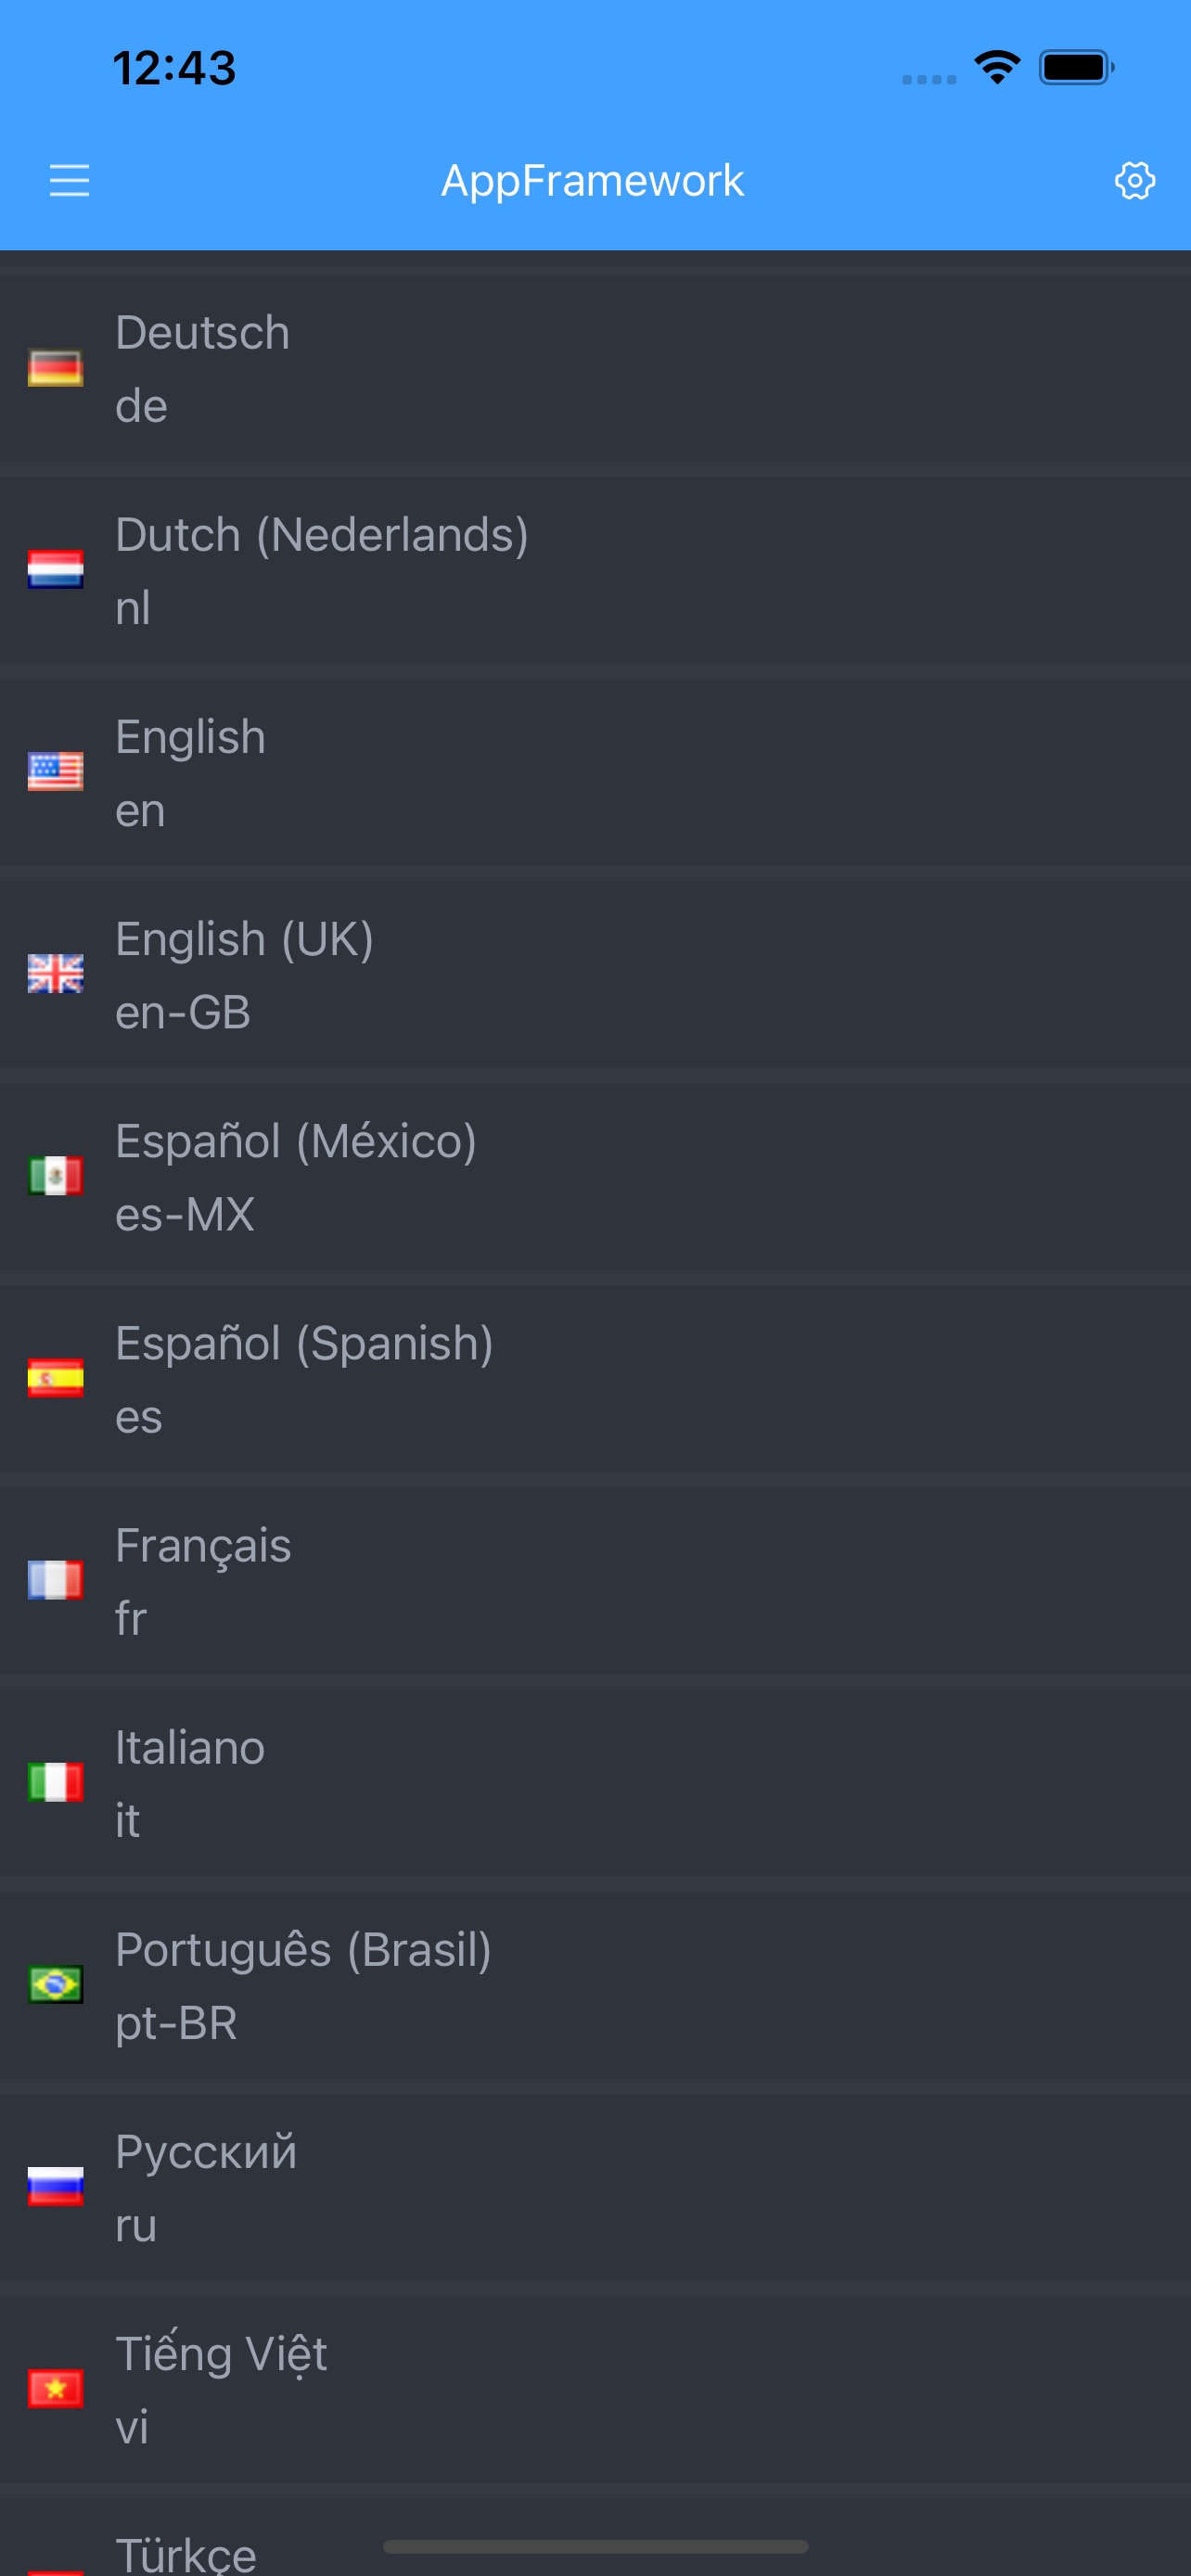 12:43
AppFramework
Deutsch
de
Dutch (Nederlands)
nl
English
en
English (UK)
en-GB
Español (México)
es-MX
Español (Spanish)
es
Français
fr
Italiano
it
Português (Brasil)
pt-BR
Русский
ru
Tiếng Việt
vi
Türkçe